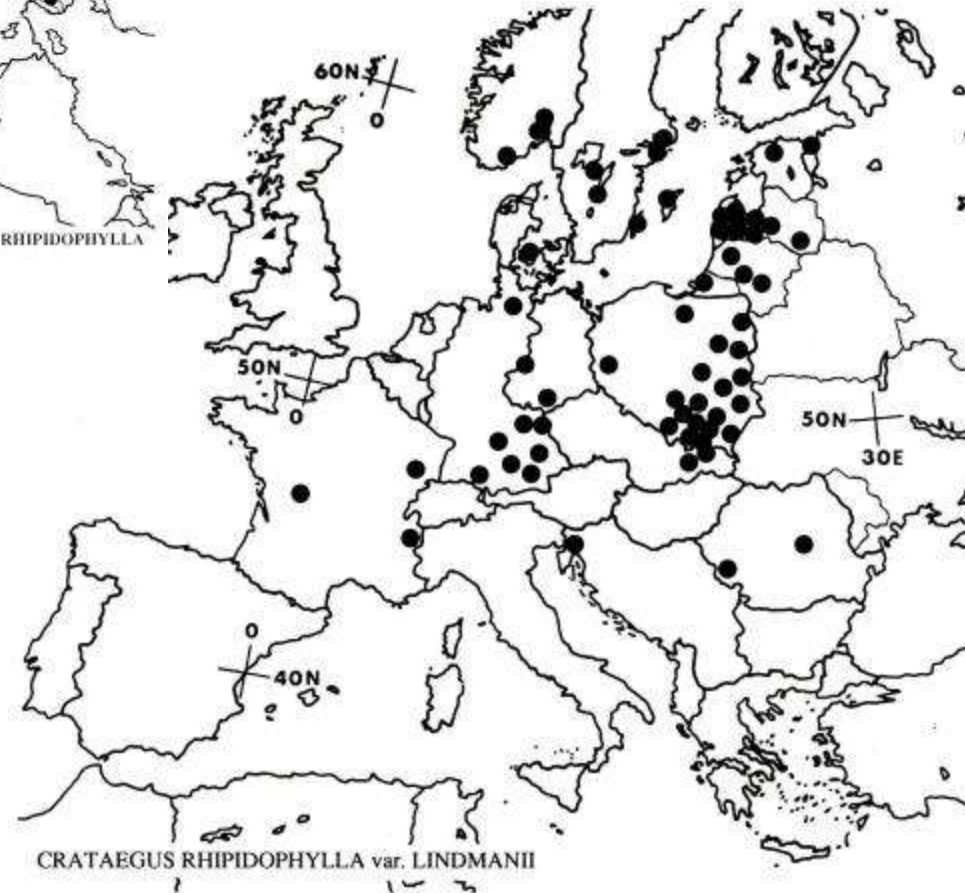 60N
0
RHIPIDOPHYLLA
50N
0
50N
30E
0
40N
CRATAEGUS RHIPIDOPHYLLA var. LINDMANII